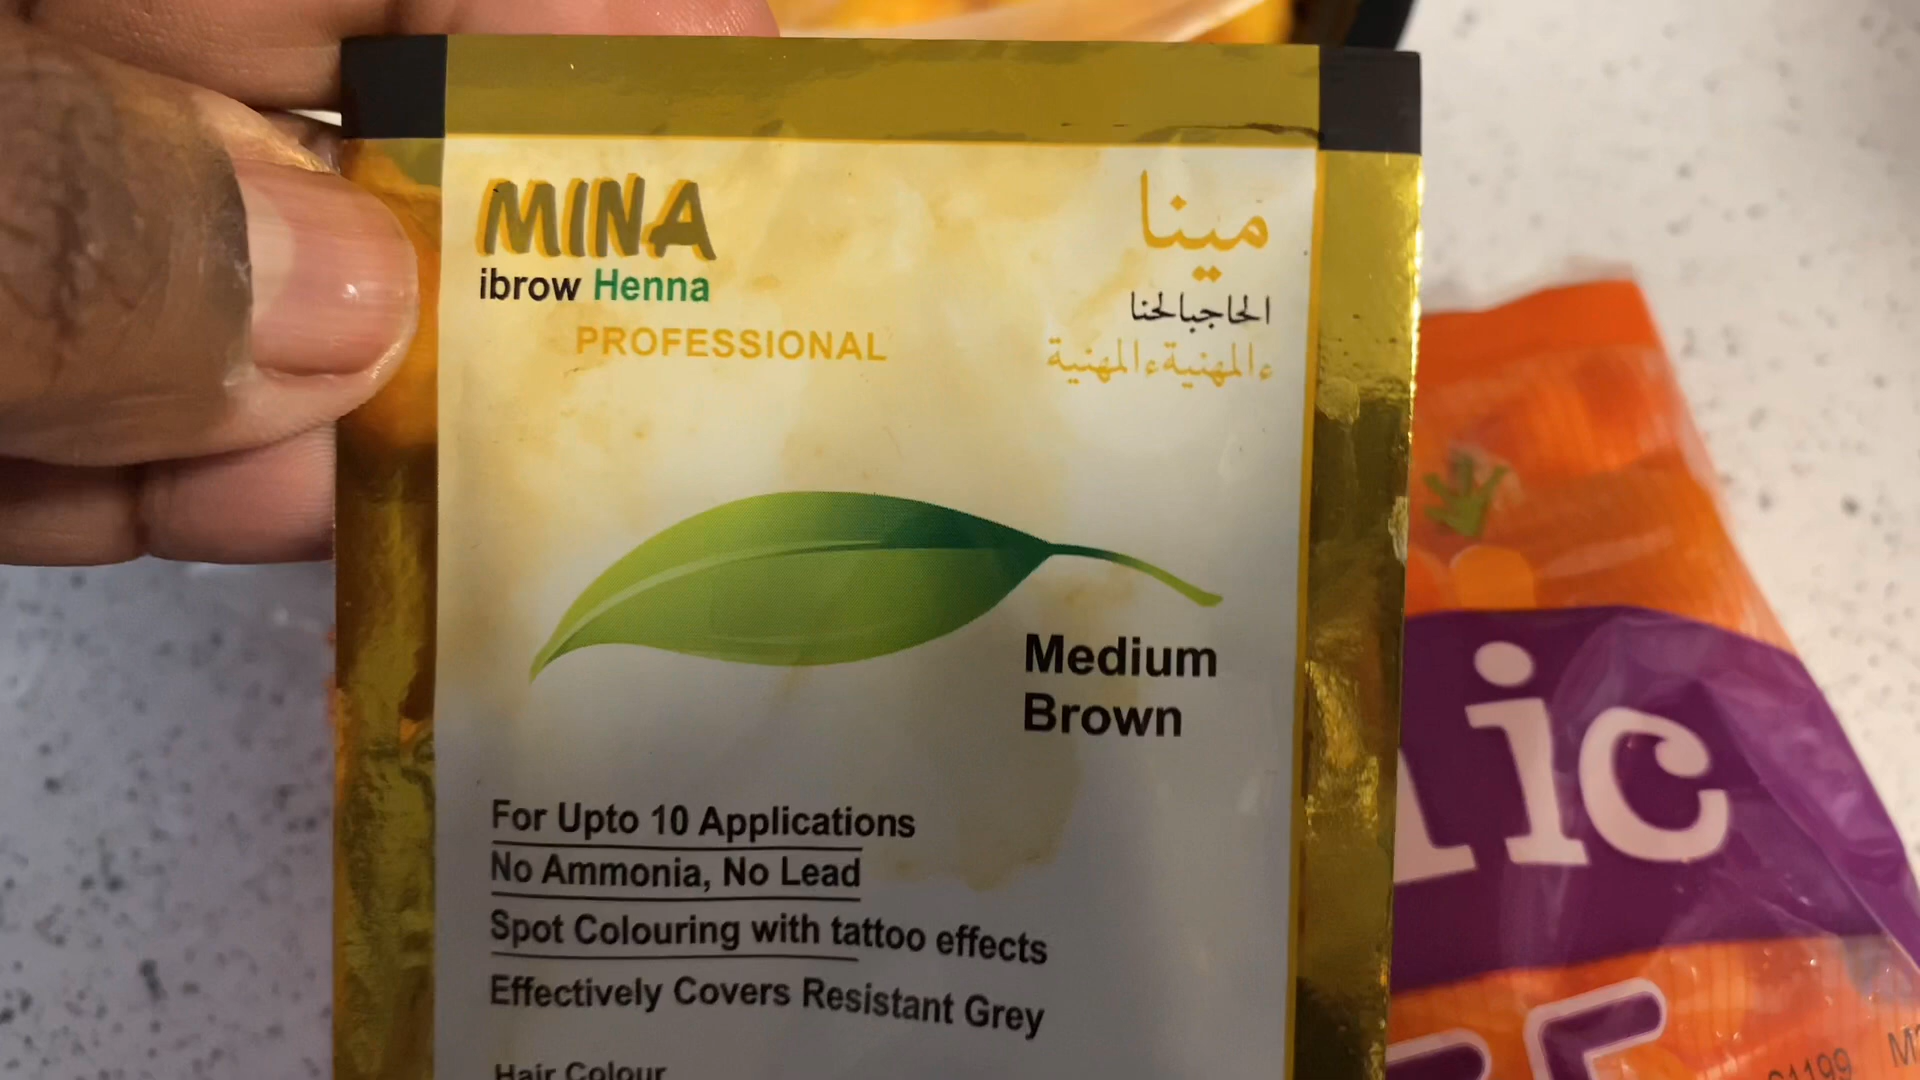 MINA
ibrow Henna
PROFESSIONAL
مينا
الحاجبالحنا
ءالمهنيةءالمهنية
Medium
Brown
For Upto 10 Applications
No Ammonia, No Lead
Spot Colouring with tattoo effects
Effectively Covers Resistant Grey
Hair Colour
ic